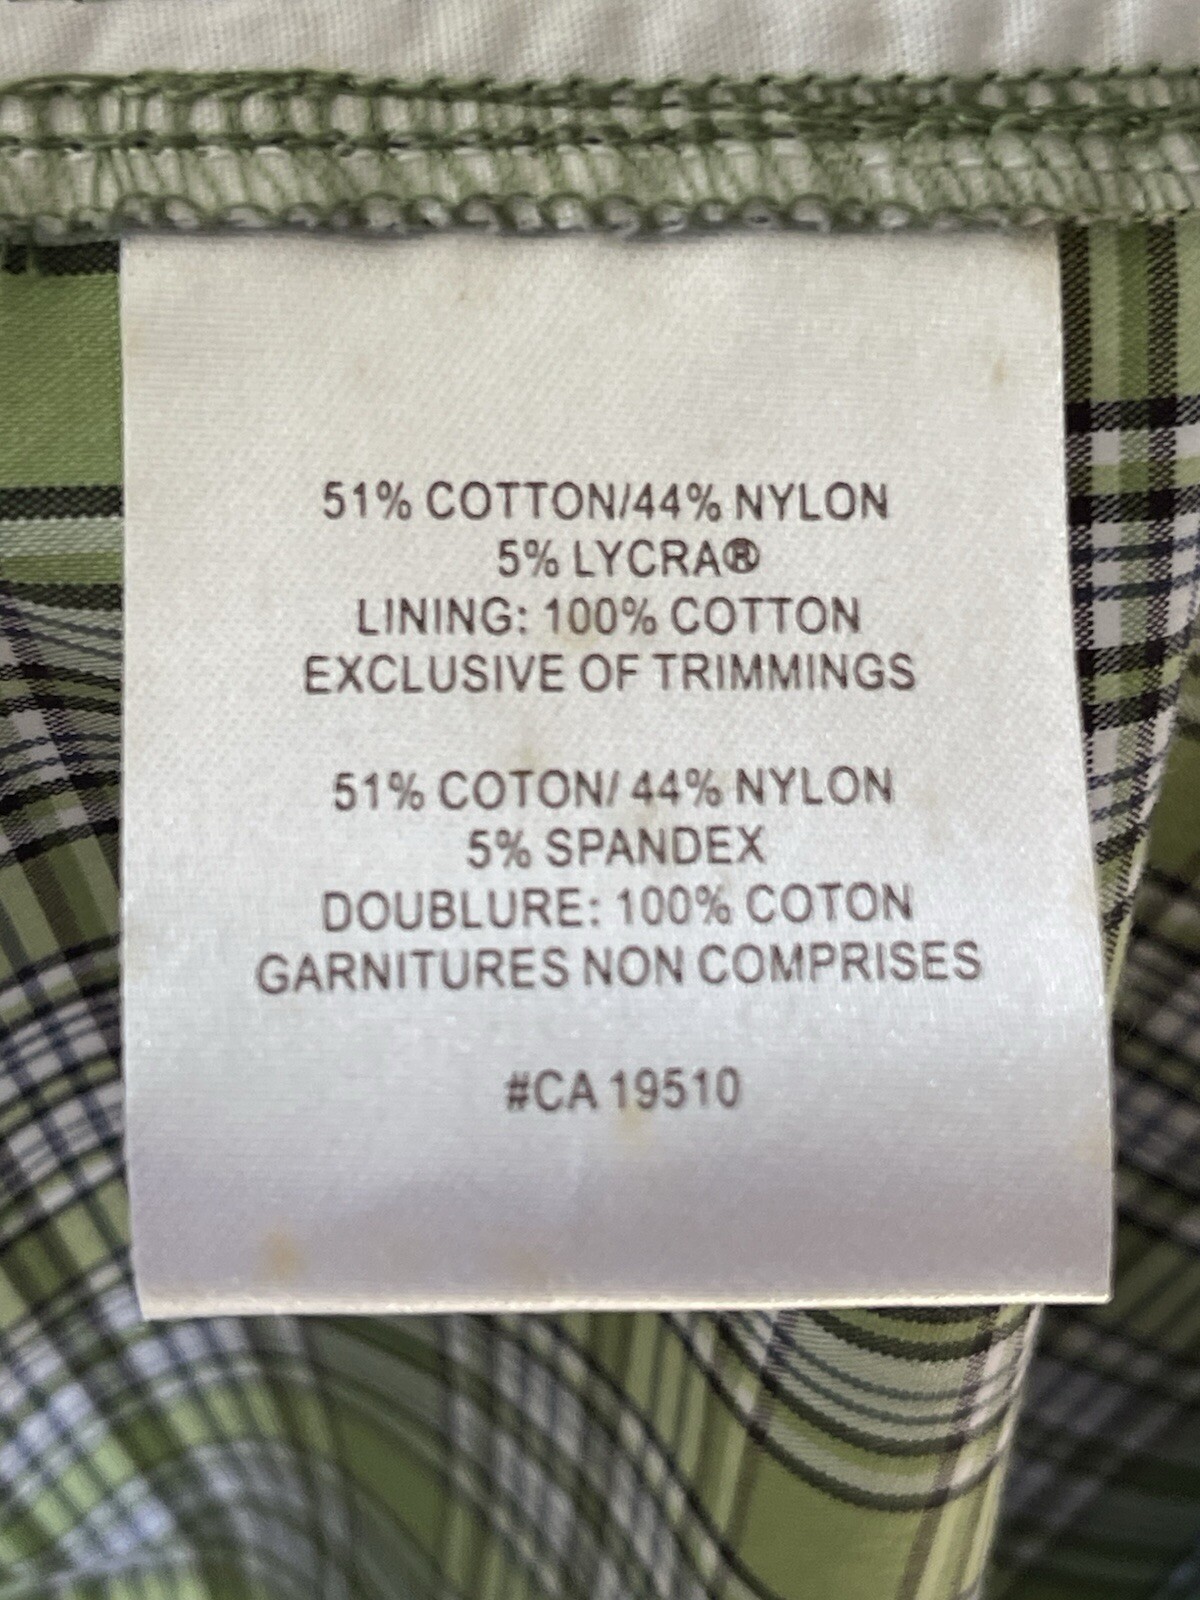 51% COTTON/44% NYLON
5% LYCRA®
LINING: 100% COTTON
EXCLUSIVE OF TRIMMINGS
51% COTON/ 44% NYLON
5% SPANDEX
DOUBLURE: 100% COTON
GARNITURES NON COMPRISES
#CA 19510